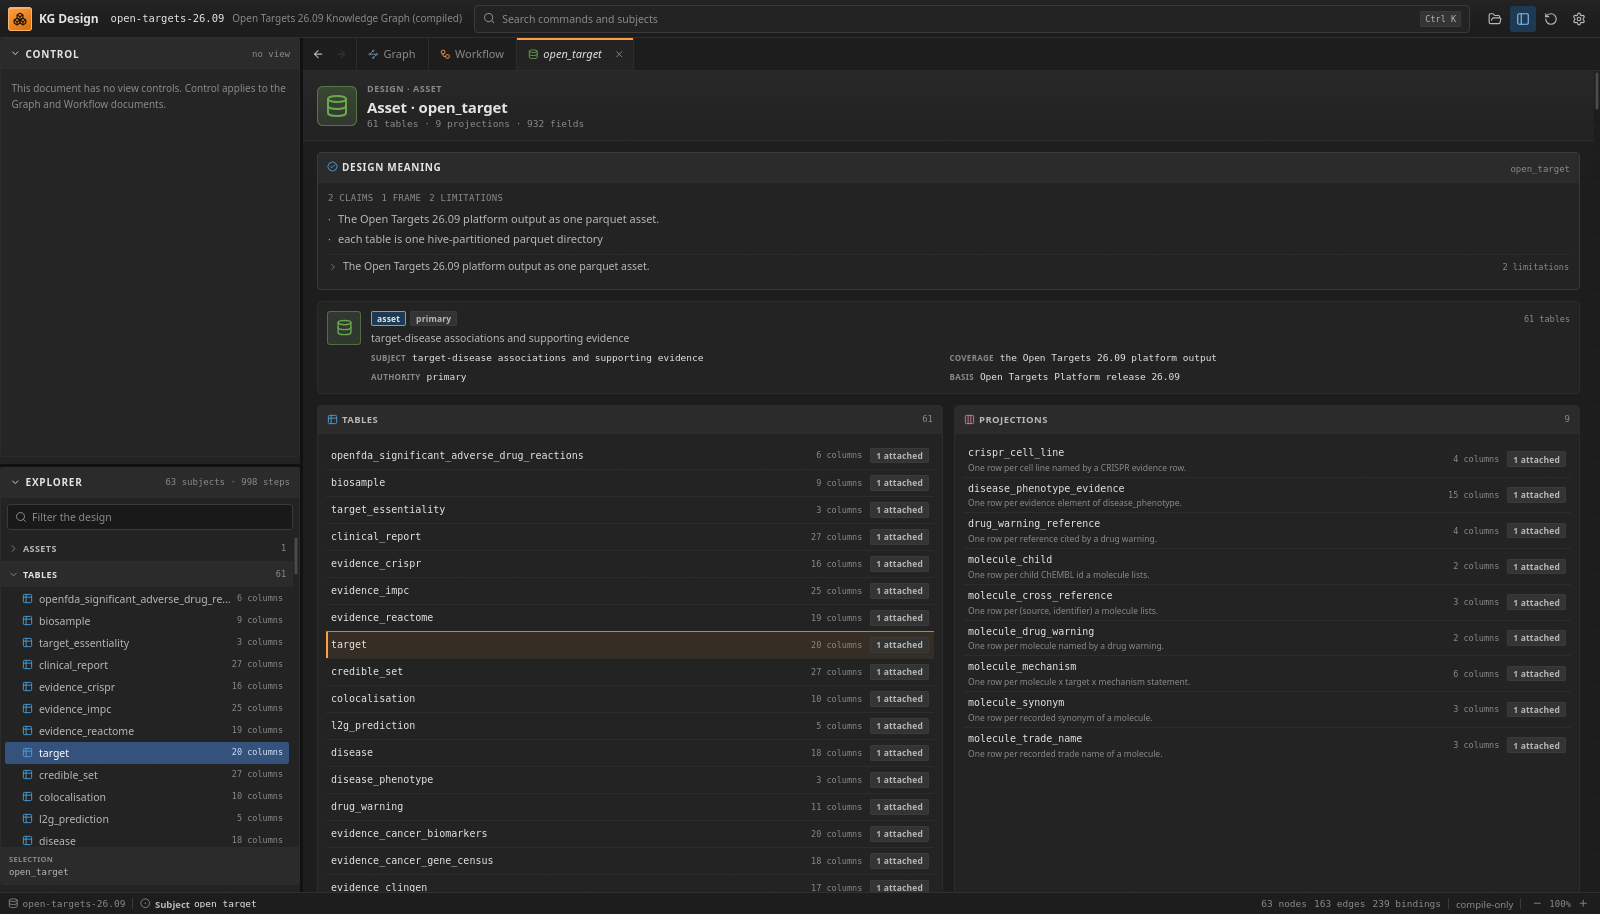 KG Design open-targets-26.09 Open Targets 26.09 Knowledge Graph (compiled)
Search commands and subjects Ctrl K
CONTROL no view
This document has no view controls. Control applies to the
Graph and Workflow documents.
Graph Workflow open_target
DESIGN · ASSET
Asset · open_target
61 tables · 9 projections · 932 fields
DESIGN MEANING open_target
2 CLAIMS 1 FRAME 2 LIMITATIONS
· The Open Targets 26.09 platform output as one parquet asset.
· each table is one hive-partitioned parquet directory
The Open Targets 26.09 platform output as one parquet asset. 2 limitations
asset primary 61 tables
target-disease associations and supporting evidence
SUBJECT target-disease associations and supporting evidence COVERAGE the Open Targets 26.09 platform output
AUTHORITY primary BASIS Open Targets Platform release 26.09
TABLES 61
openfda_significant_adverse_drug_reactions 6 columns 1 attached
biosample 9 columns 1 attached
target_essentiality 3 columns 1 attached
clinical_report 27 columns 1 attached
evidence_crispr 16 columns 1 attached
evidence_impc 25 columns 1 attached
evidence_reactome 19 columns 1 attached
target 20 columns 1 attached
credible_set 27 columns 1 attached
colocalisation 10 columns 1 attached
l2g_prediction 5 columns 1 attached
disease 18 columns 1 attached
disease_phenotype 3 columns 1 attached
drug_warning 11 columns 1 attached
evidence_cancer_biomarkers 20 columns 1 attached
evidence_cancer_gene_census 18 columns 1 attached
evidence_clingen 17 columns 1 attached
PROJECTIONS 9
crispr_cell_line 4 columns 1 attached
One row per cell line named by a CRISPR evidence row.
disease_phenotype_evidence 15 columns 1 attached
One row per evidence element of disease_phenotype.
drug_warning_reference 4 columns 1 attached
One row per reference cited by a drug warning.
molecule_child 2 columns 1 attached
One row per child ChEMBL id a molecule lists.
molecule_cross_reference 3 columns 1 attached
One row per (source, identifier) a molecule lists.
molecule_drug_warning 2 columns 1 attached
One row per molecule named by a drug warning.
molecule_mechanism 6 columns 1 attached
One row per molecule x target x mechanism statement.
molecule_synonym 3 columns 1 attached
One row per recorded synonym of a molecule.
molecule_trade_name 3 columns 1 attached
One row per recorded trade name of a molecule.
EXPLORER 63 subjects · 998 steps
Filter the design
ASSETS 1
TABLES 61
openfda_significant_adverse_drug_re... 6 columns
biosample 9 columns
target_essentiality 3 columns
clinical_report 27 columns
evidence_crispr 16 columns
evidence_impc 25 columns
evidence_reactome 19 columns
target 20 columns
credible_set 27 columns
colocalisation 10 columns
l2g_prediction 5 columns
disease 18 columns
SELECTION
open_target
open-targets-26.09 Subject open_target 63 nodes 163 edges 239 bindings compile-only − 100% +